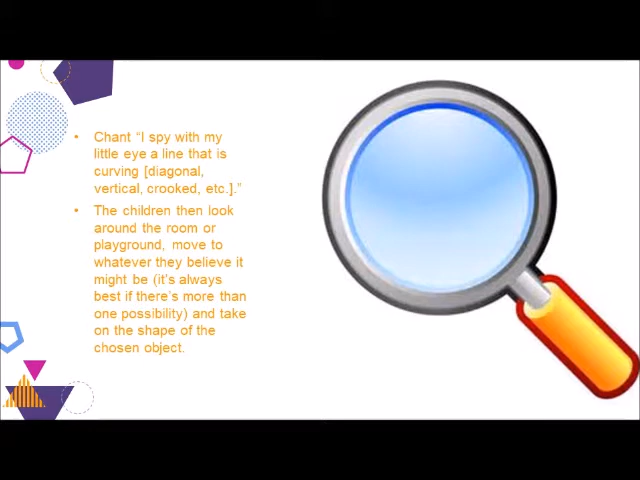 • Chant “I spy with my
little eye a line that is
curving [diagonal,
vertical, crooked, etc.].”
• The children then look
around the room or
playground, move to
whatever they believe it
might be (it’s always
best if there’s more than
one possibility) and take
on the shape of the
chosen object.